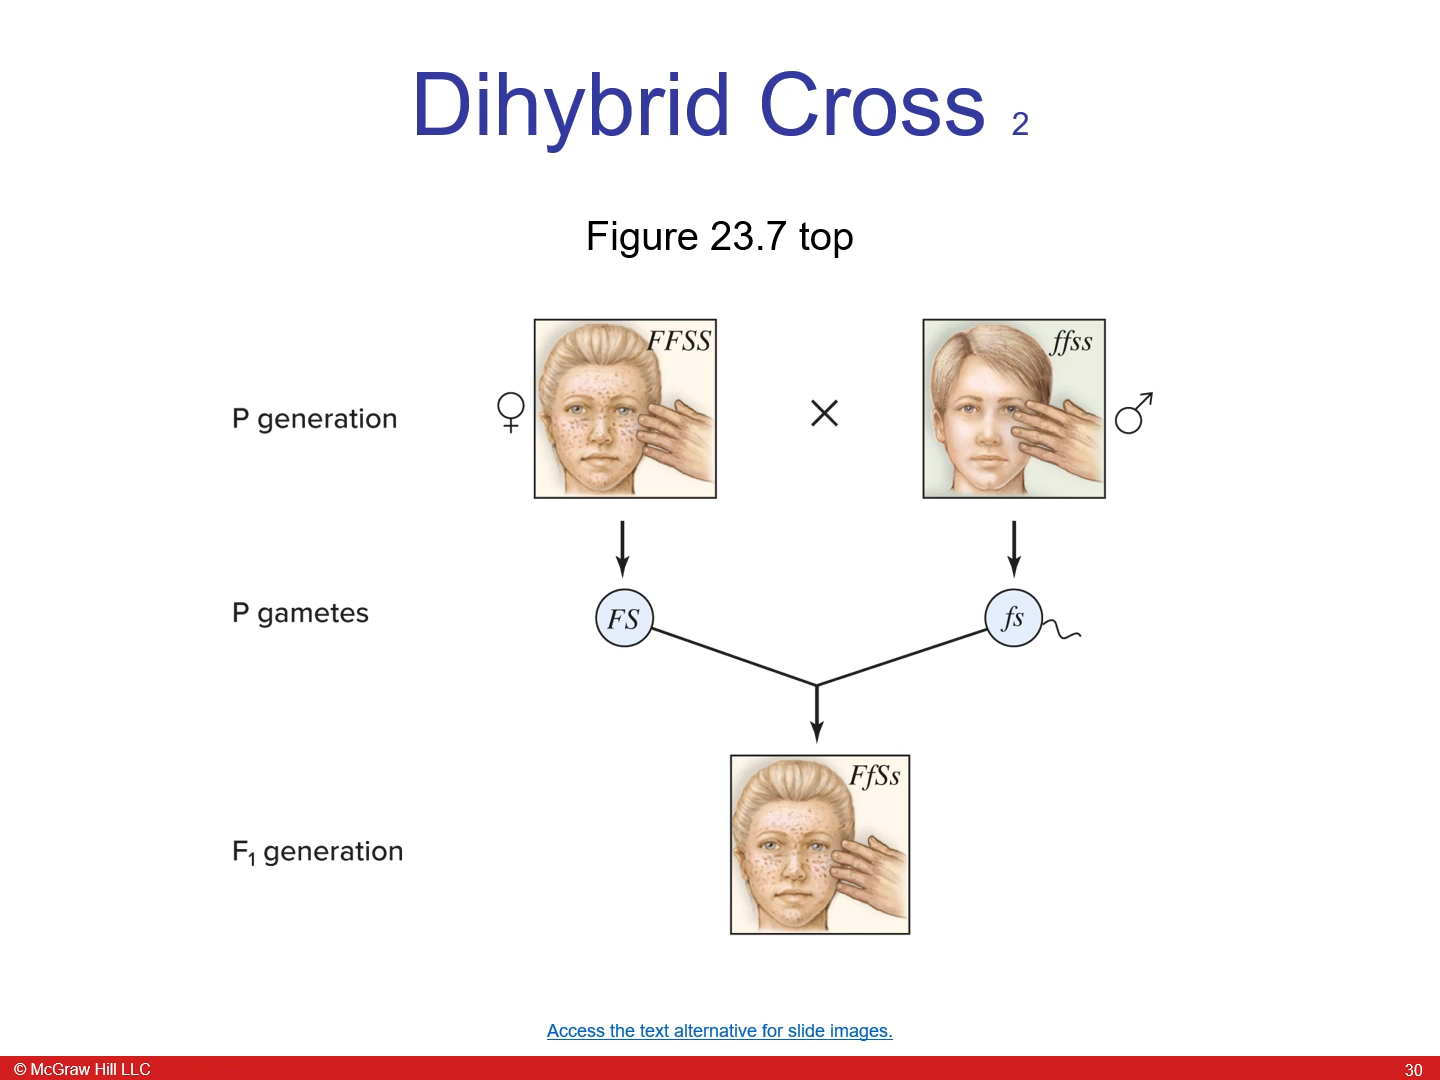 Dihybrid Cross 2
Figure 23.7 top
FFSS
ffss
P generation
P gametes
FS
fs
FfSs
F1 generation
Access the text alternative for slide images.
© McGraw Hill LLC
30